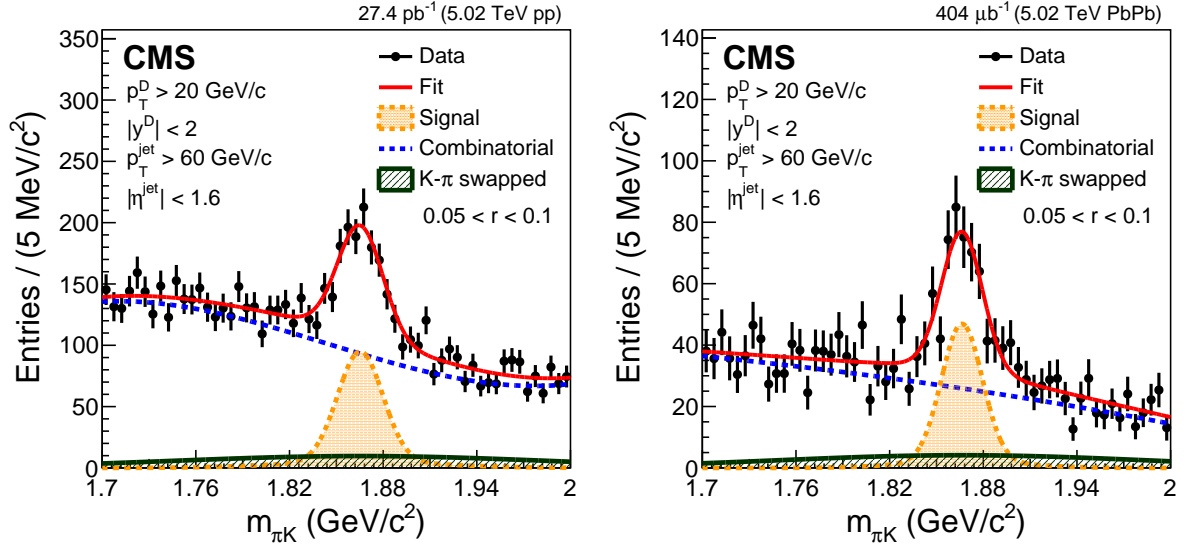 27.4 pb⁻¹ (5.02 TeV pp)
CMS
p_T^D > 20 GeV/c
|y^D| < 2
p_T^jet > 60 GeV/c
|η^jet| < 1.6
Data
Fit
Signal
Combinatorial
K-π swapped
0.05 < r < 0.1
Entries / (5 MeV/c²)
350
300
250
200
150
100
50
0
1.7 1.76 1.82 1.88 1.94 2
m_πK (GeV/c²)
404 μb⁻¹ (5.02 TeV PbPb)
CMS
p_T^D > 20 GeV/c
|y^D| < 2
p_T^jet > 60 GeV/c
|η^jet| < 1.6
Data
Fit
Signal
Combinatorial
K-π swapped
0.05 < r < 0.1
Entries / (5 MeV/c²)
140
120
100
80
60
40
20
0
1.7 1.76 1.82 1.88 1.94 2
m_πK (GeV/c²)